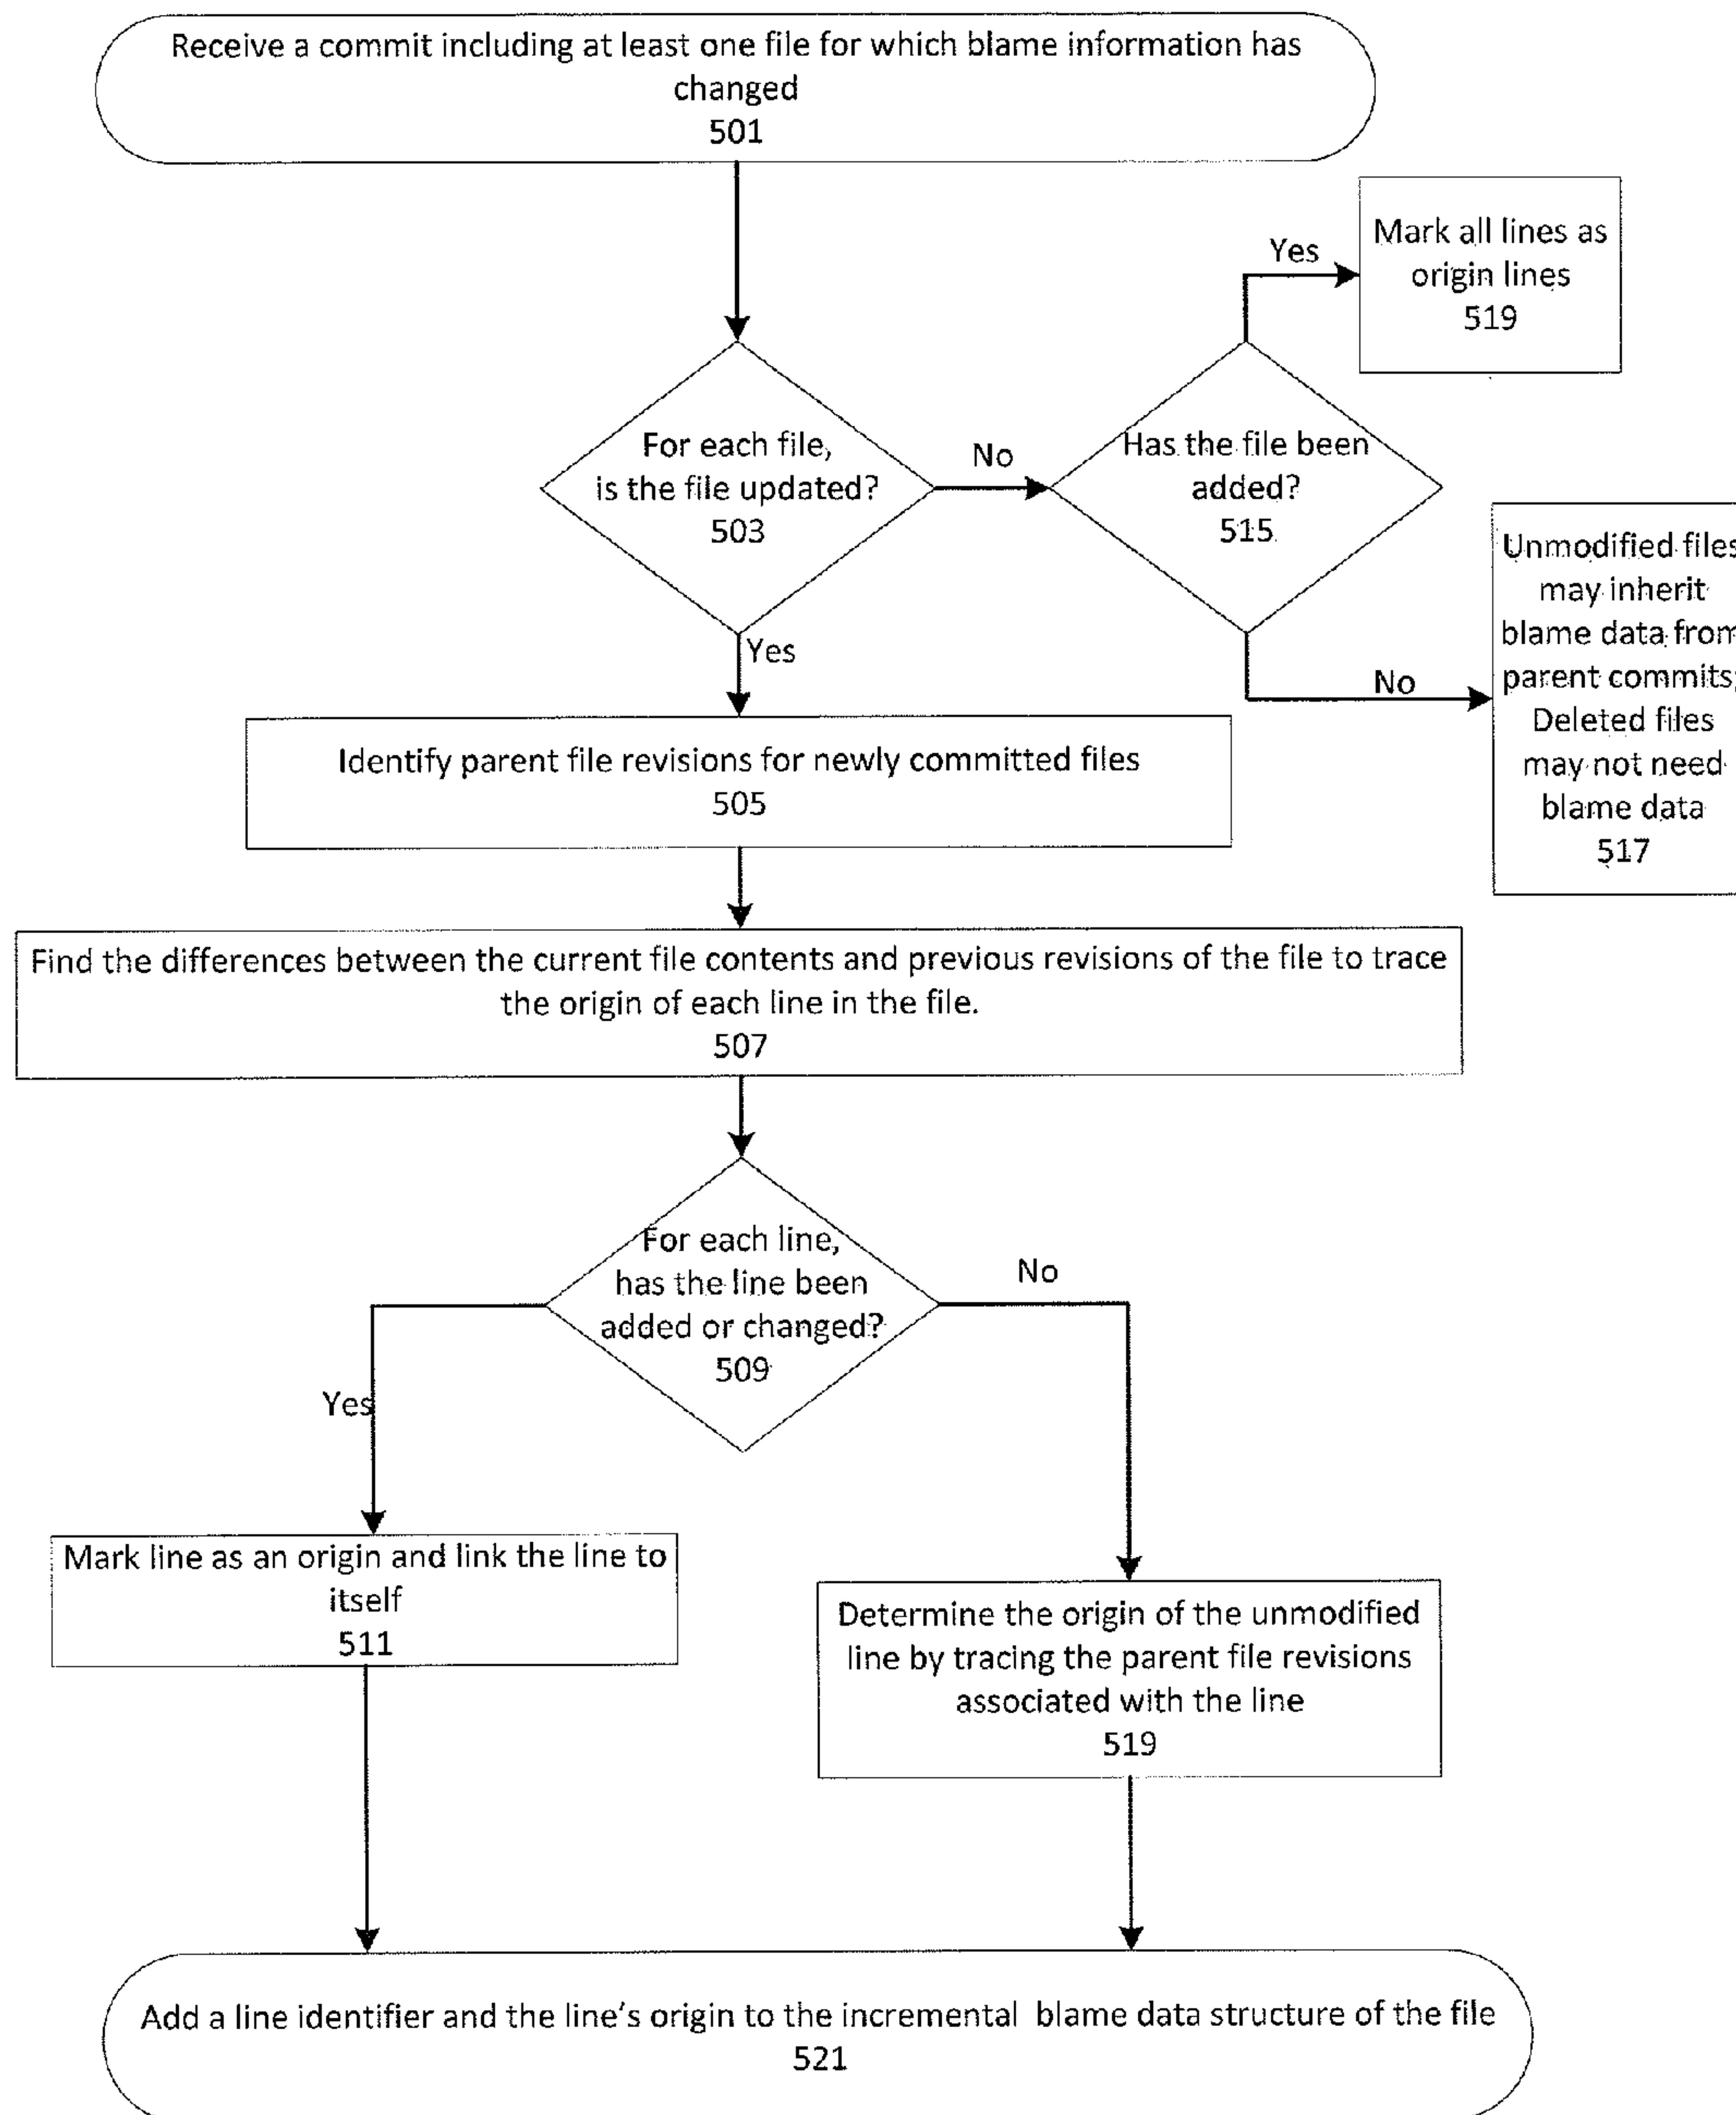 Receive a commit including at least one file for which blame information has
changed
501
Yes
Mark all lines as
origin lines
519
For each file,
is the file updated?
503
No
Has the file been
added?
515
Unmodified files
may inherit
blame data from
parent commits;
Deleted files
may not need
blame data
517
No
Yes
Identify parent file revisions for newly committed files
505
Find the differences between the current file contents and previous revisions of the file to trace
the origin of each line in the file.
507
For each line,
has the line been
added or changed?
509
No
Yes
Mark line as an origin and link the line to
itself
511
Determine the origin of the unmodified
line by tracing the parent file revisions
associated with the line
519
Add a line identifier and the line's origin to the incremental blame data structure of the file
521